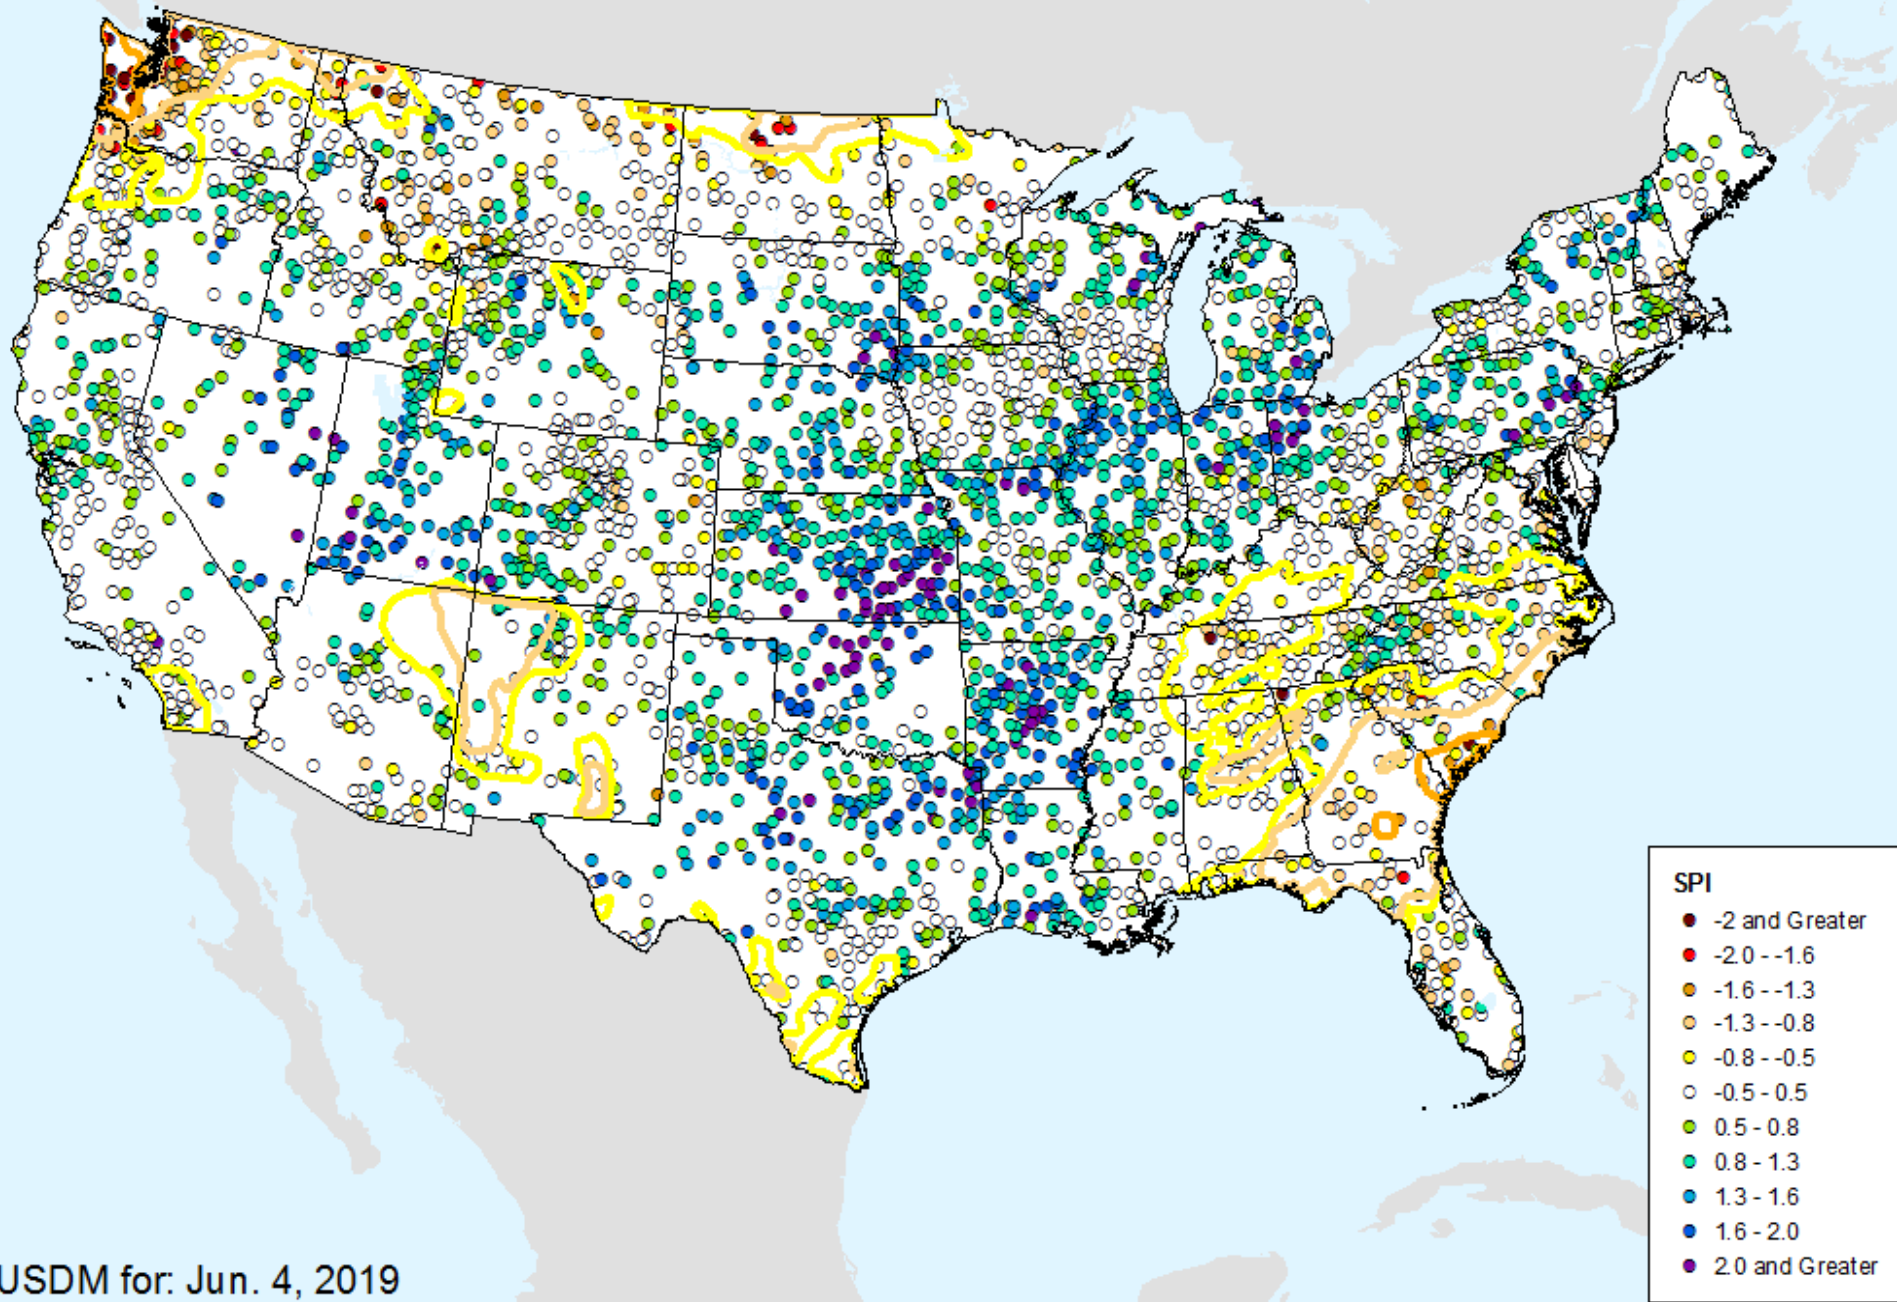 SPI
-2 and Greater
-2.0 - -1.6
-1.6 - -1.3
-1.3 - -0.8
-0.8 - -0.5
-0.5 - 0.5
0.5 - 0.8
0.8 - 1.3
1.3 - 1.6
1.6 - 2.0
2.0 and Greater
USDM for: Jun. 4, 2019